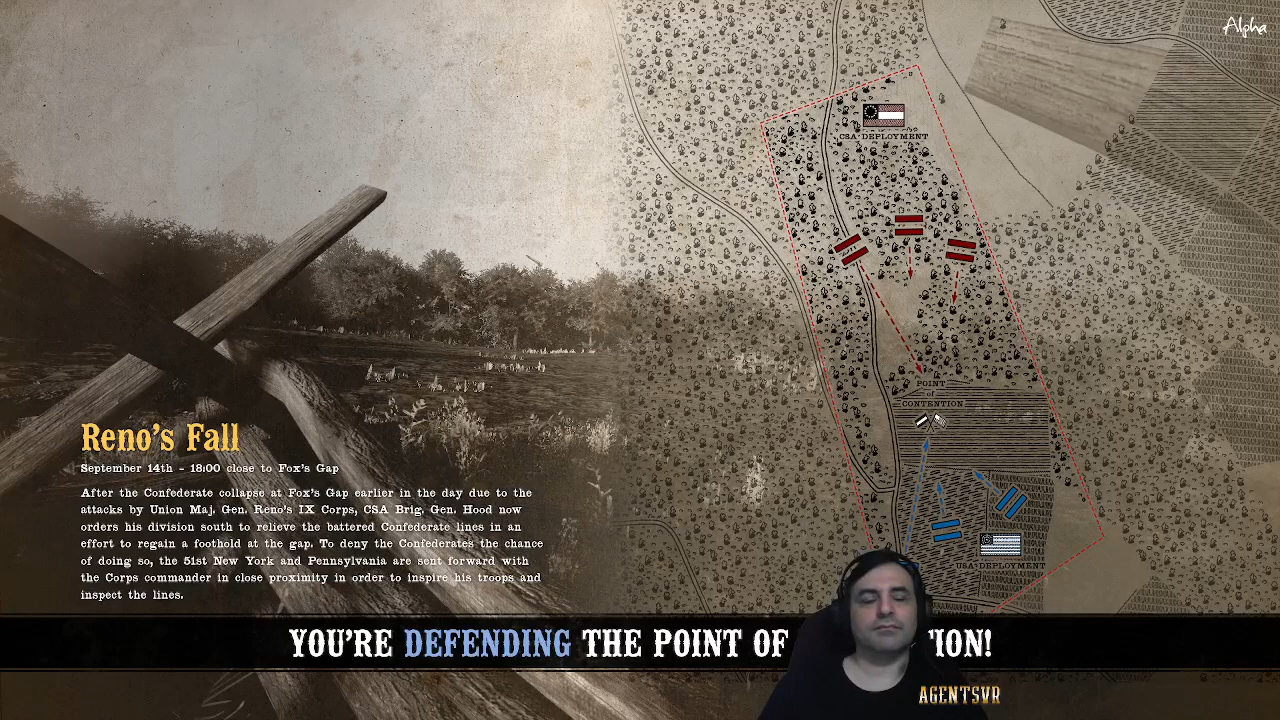 Alpha
CSA DEPLOYMENT
POINT
of
CONTENTION
USA DEPLOYMENT
Reno's Fall
September 14th - 18:00 close to Fox's Gap
After the Confederate collapse at Fox's Gap earlier in the day due to the
attacks by Union Maj. Gen. Reno's IX Corps, CSA Brig. Gen. Hood now
orders his division south to relieve the battered Confederate lines in an
effort to regain a foothold at the gap. To deny the Confederates the chance
of doing so, the 51st New York and Pennsylvania are sent forward with
the Corps commander in close proximity in order to inspire his troops and
inspect the lines.
YOU'RE DEFENDING THE POINT OF TION!
AGENTSVR